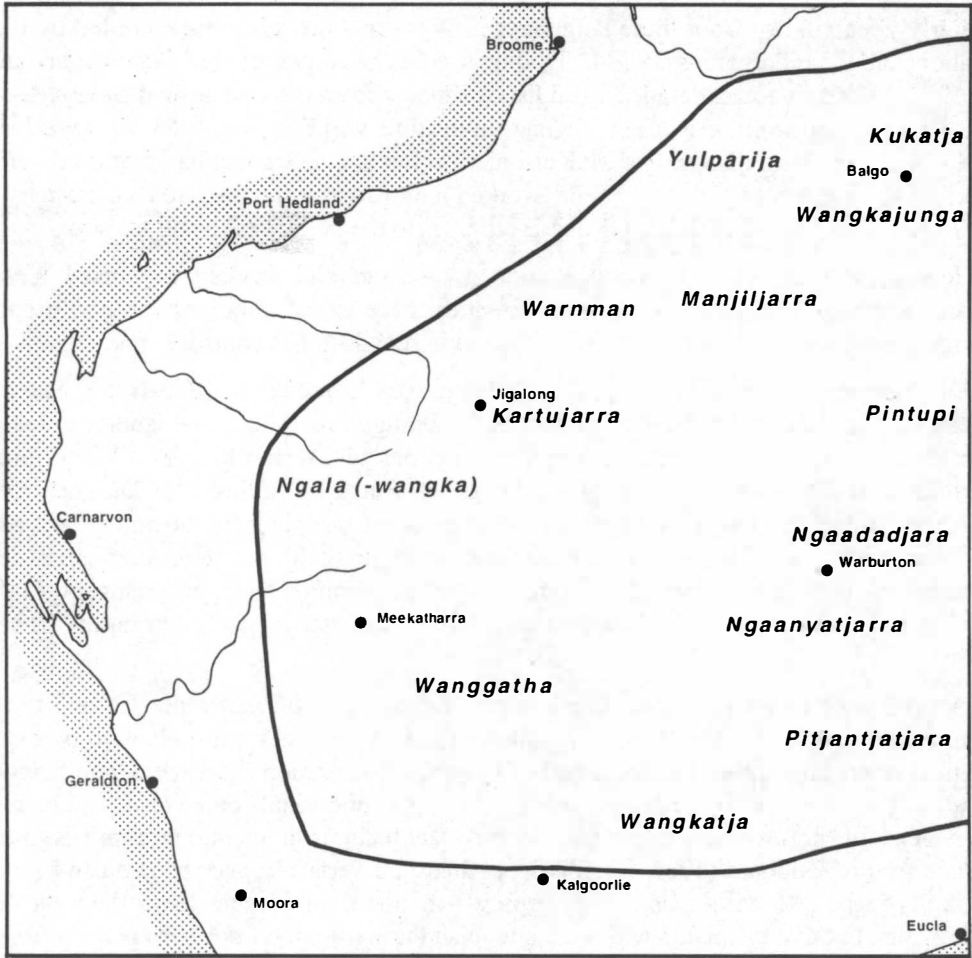 Broome
Kukatja
Yulparija
Balgo
Port Hedland
Wangkajunga
Manjiljarra
Warnman
Jigalong
Kartujarra
Pintupi
Ngala (-wangka)
Carnarvon
Ngaadadjara
Warburton
Meekatharra
Ngaanyatjarra
Wanggatha
Pitjantjatjara
Geraldton
Wangkatja
Kalgoorlie
Moora
Eucla